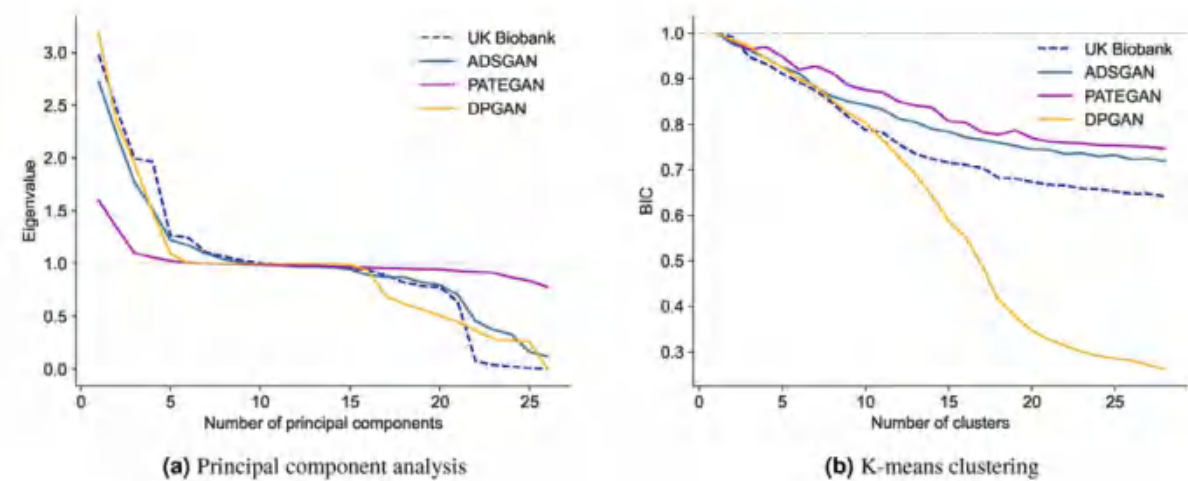 3.0
2.5
2.0
1.5
1.0
0.5
0.0
Eigenvalue
UK Biobank
ADSGAN
PATEGAN
DPGAN
0 5 10 15 20 25
Number of principal components
(a) Principal component analysis
1.0
0.9
0.8
0.7
0.6
0.5
0.4
0.3
BIC
UK Biobank
ADSGAN
PATEGAN
DPGAN
0 5 10 15 20 25
Number of clusters
(b) K-means clustering